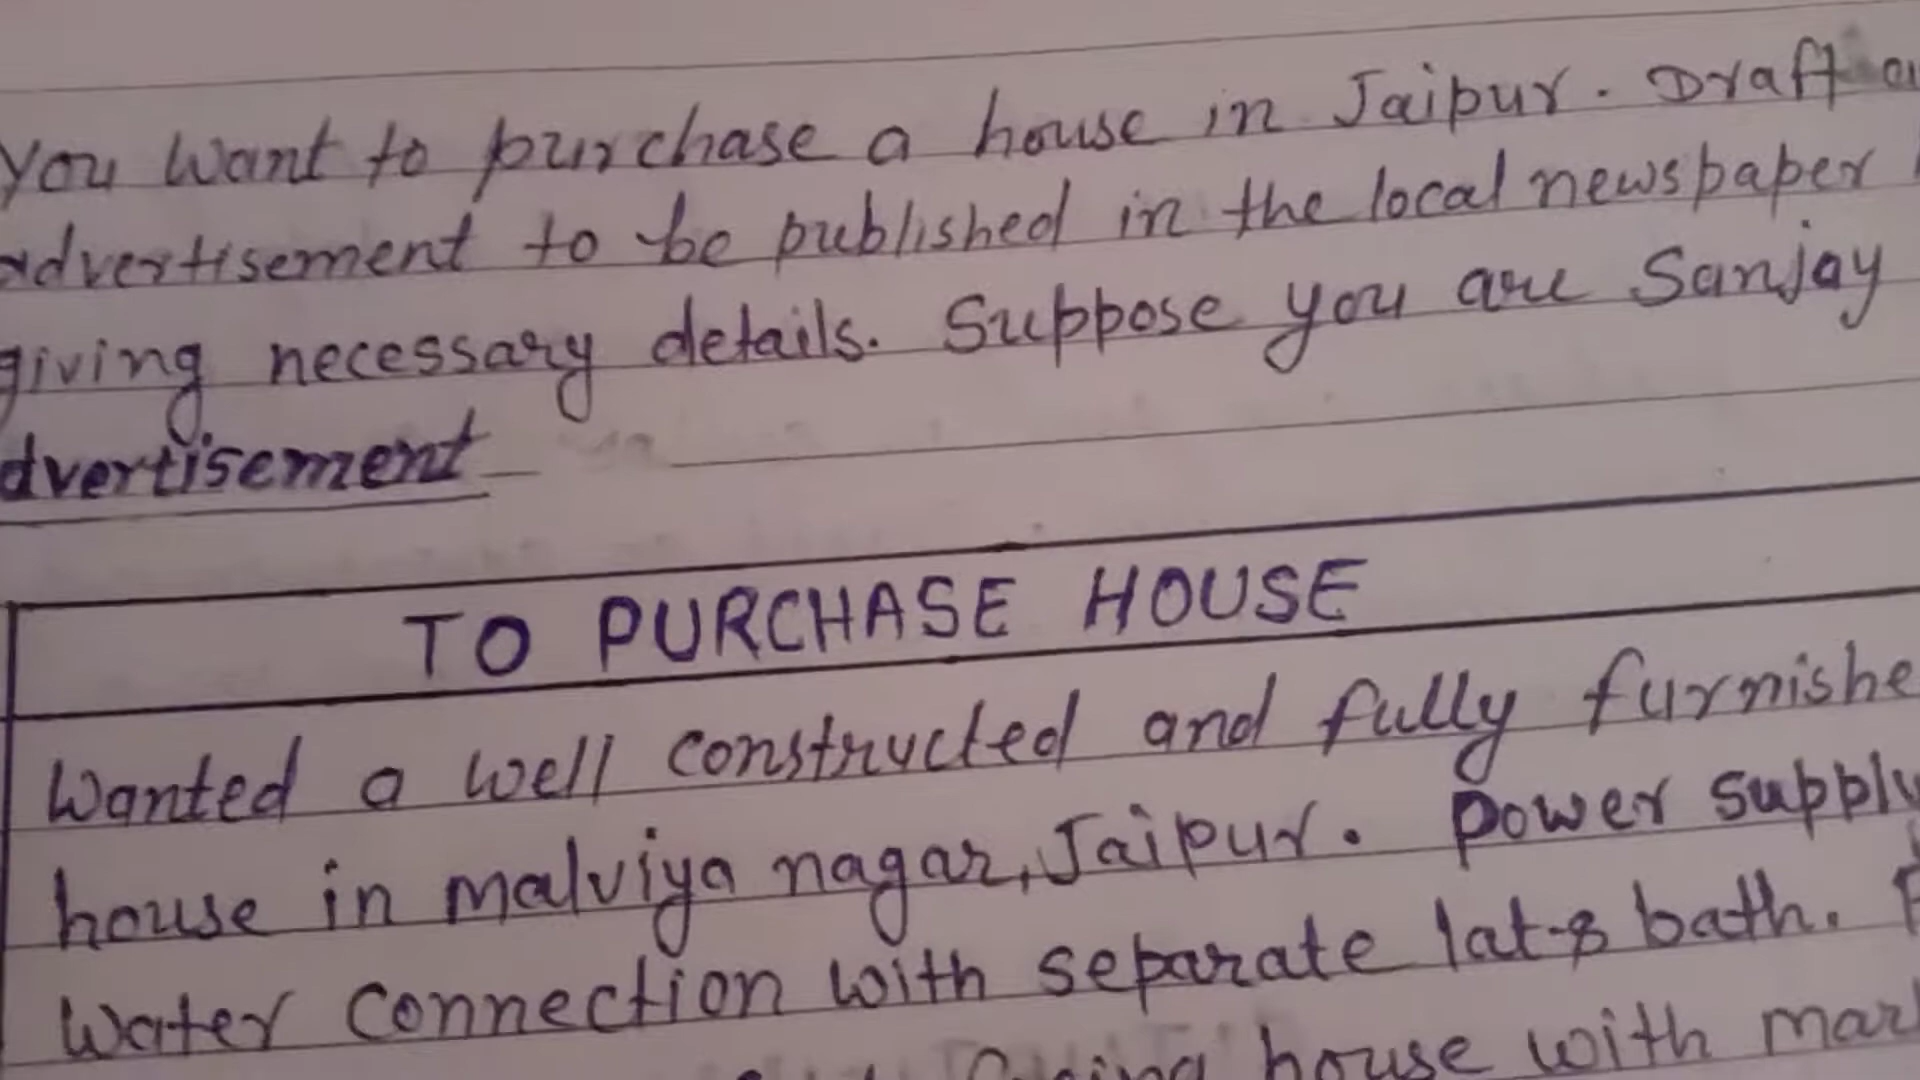 You want to purchase a house in Jaipur. Draft
advertisement to be published in the local newspaper
giving necessary details. Suppose you are Sanjay
dvertisement
TO PURCHASE HOUSE
Wanted a well constructed and fully furnishe
house in malviya nagar, Jaipur. Power supply
Water connection with separate lat & bath.
house with mar